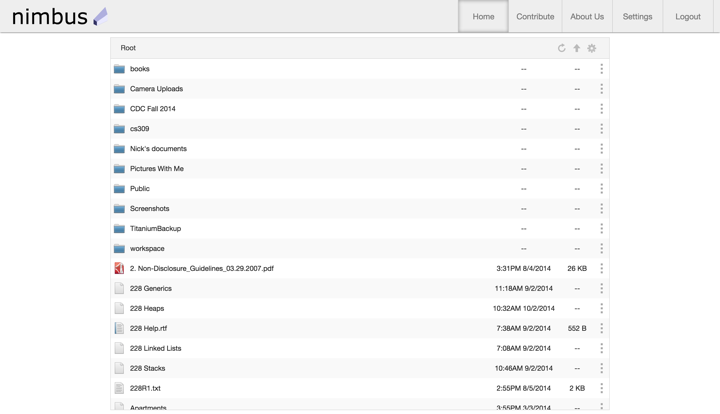 nimbus
Home Contribute About Us Settings Logout
Root
books -- --
Camera Uploads -- --
CDC Fall 2014 -- --
cs309 -- --
Nick's documents -- --
Pictures With Me -- --
Public -- --
Screenshots -- --
TitaniumBackup -- --
workspace -- --
2. Non-Disclosure_Guidelines_03.29.2007.pdf 3:31PM 8/4/2014 26 KB
228 Generics 11:18AM 9/2/2014 --
228 Heaps 10:32AM 10/2/2014 --
228 Help.rtf 7:38AM 9/2/2014 552 B
228 Linked Lists 7:08AM 9/2/2014 --
228 Stacks 10:46AM 9/2/2014 --
228R1.txt 2:55PM 8/5/2014 2 KB
Apartments 3:55PM 3/3/2014 --